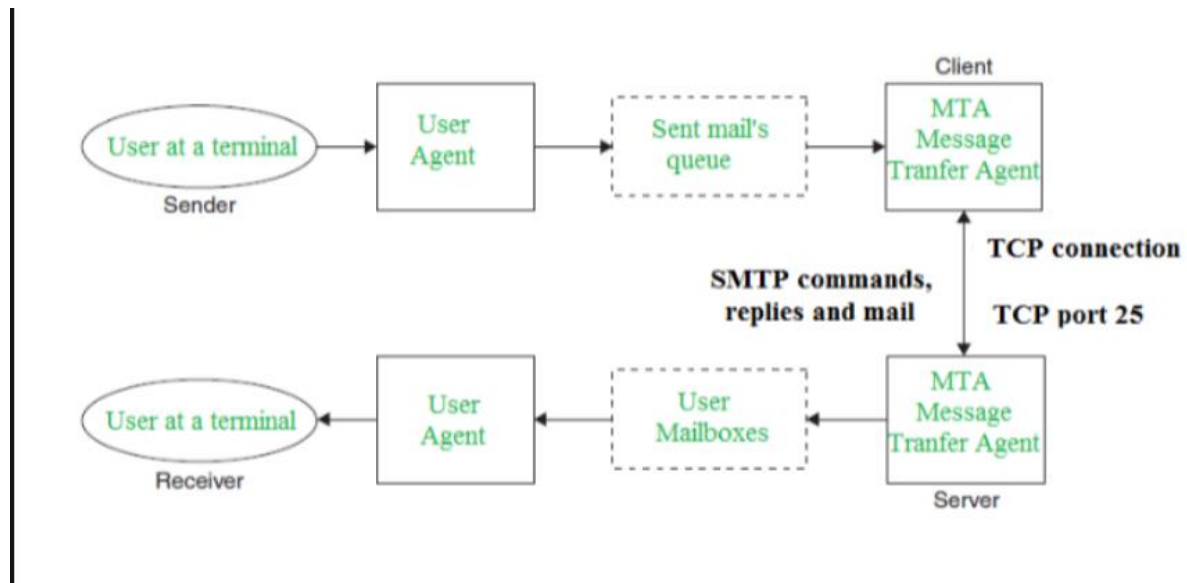 Client
User at a terminal
Sender
User
Agent
Sent mail's
queue
MTA
Message
Tranfer Agent
SMTP commands,
replies and mail
TCP connection
TCP port 25
User at a terminal
Receiver
User
Agent
User
Mailboxes
MTA
Message
Tranfer Agent
Server